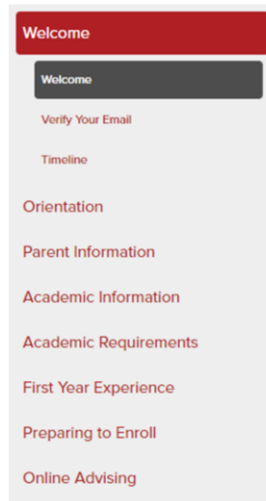 Welcome
Welcome
Verify Your Email
Timeline
Orientation
Parent Information
Academic Information
Academic Requirements
First Year Experience
Preparing to Enroll
Online Advising